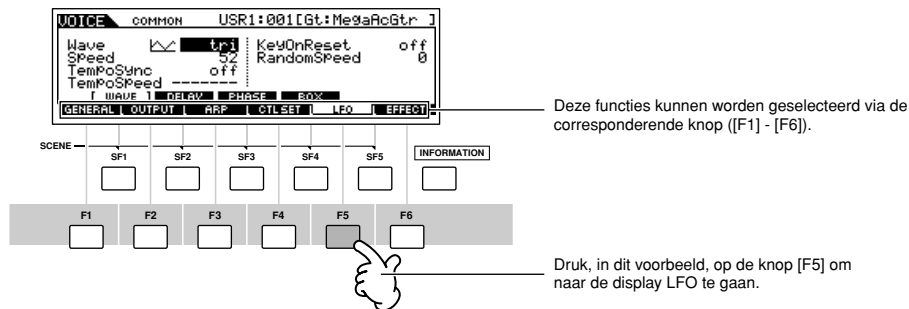 VOICE COMMON USR1:001[Gt:MegaAcGtr ]
Wave tri KeyOnReset off
Speed 52 RandomSpeed 0
TempoSync off
TempoSpeed -------
[ WAVE ] DELAY PHASE BOX
GENERAL OUTPUT ARP CTL SET LFO EFFECT
Deze functies kunnen worden geselecteerd via de
corresponderende knop ([F1] - [F6]).
SCENE SF1 SF2 SF3 SF4 SF5 INFORMATION
F1 F2 F3 F4 F5 F6
Druk, in dit voorbeeld, op de knop [F5] om
naar de display LFO te gaan.